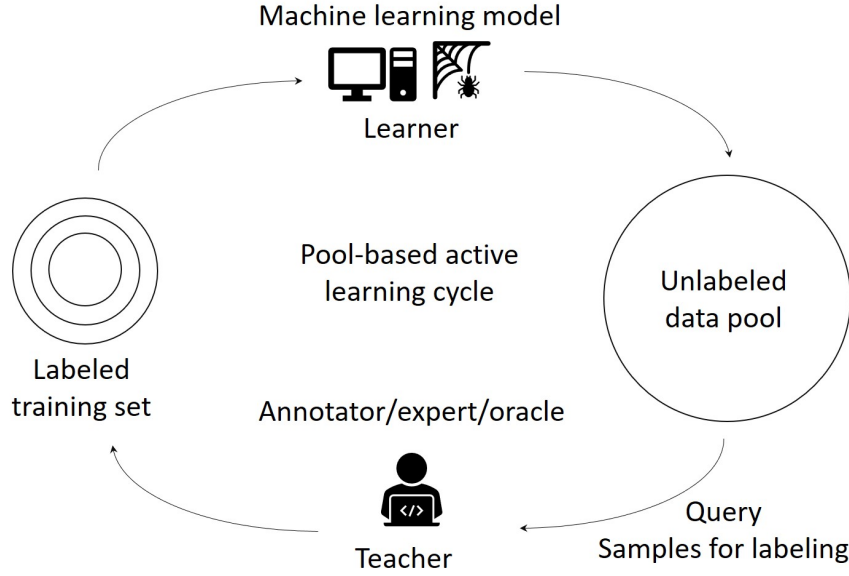 Machine learning model
Learner
Pool-based active
learning cycle
Unlabeled
data pool
Labeled
training set
Annotator/expert/oracle
</>
Teacher
Query
Samples for labeling